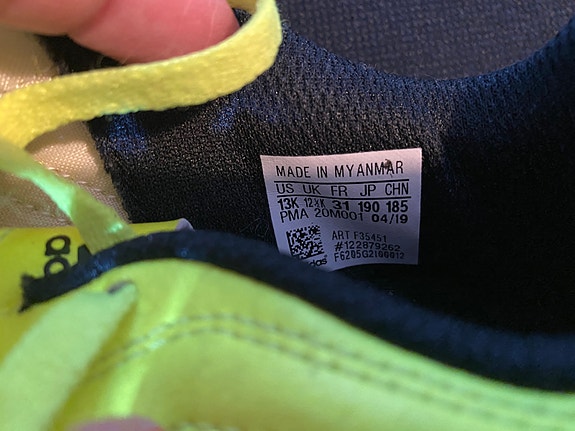 MADE IN MYANMAR
US UK FR JP CHN
13K 12½K 31 190 185
PMA 20M001 04/19
ART F35451
#122879262
F6205G2I00012